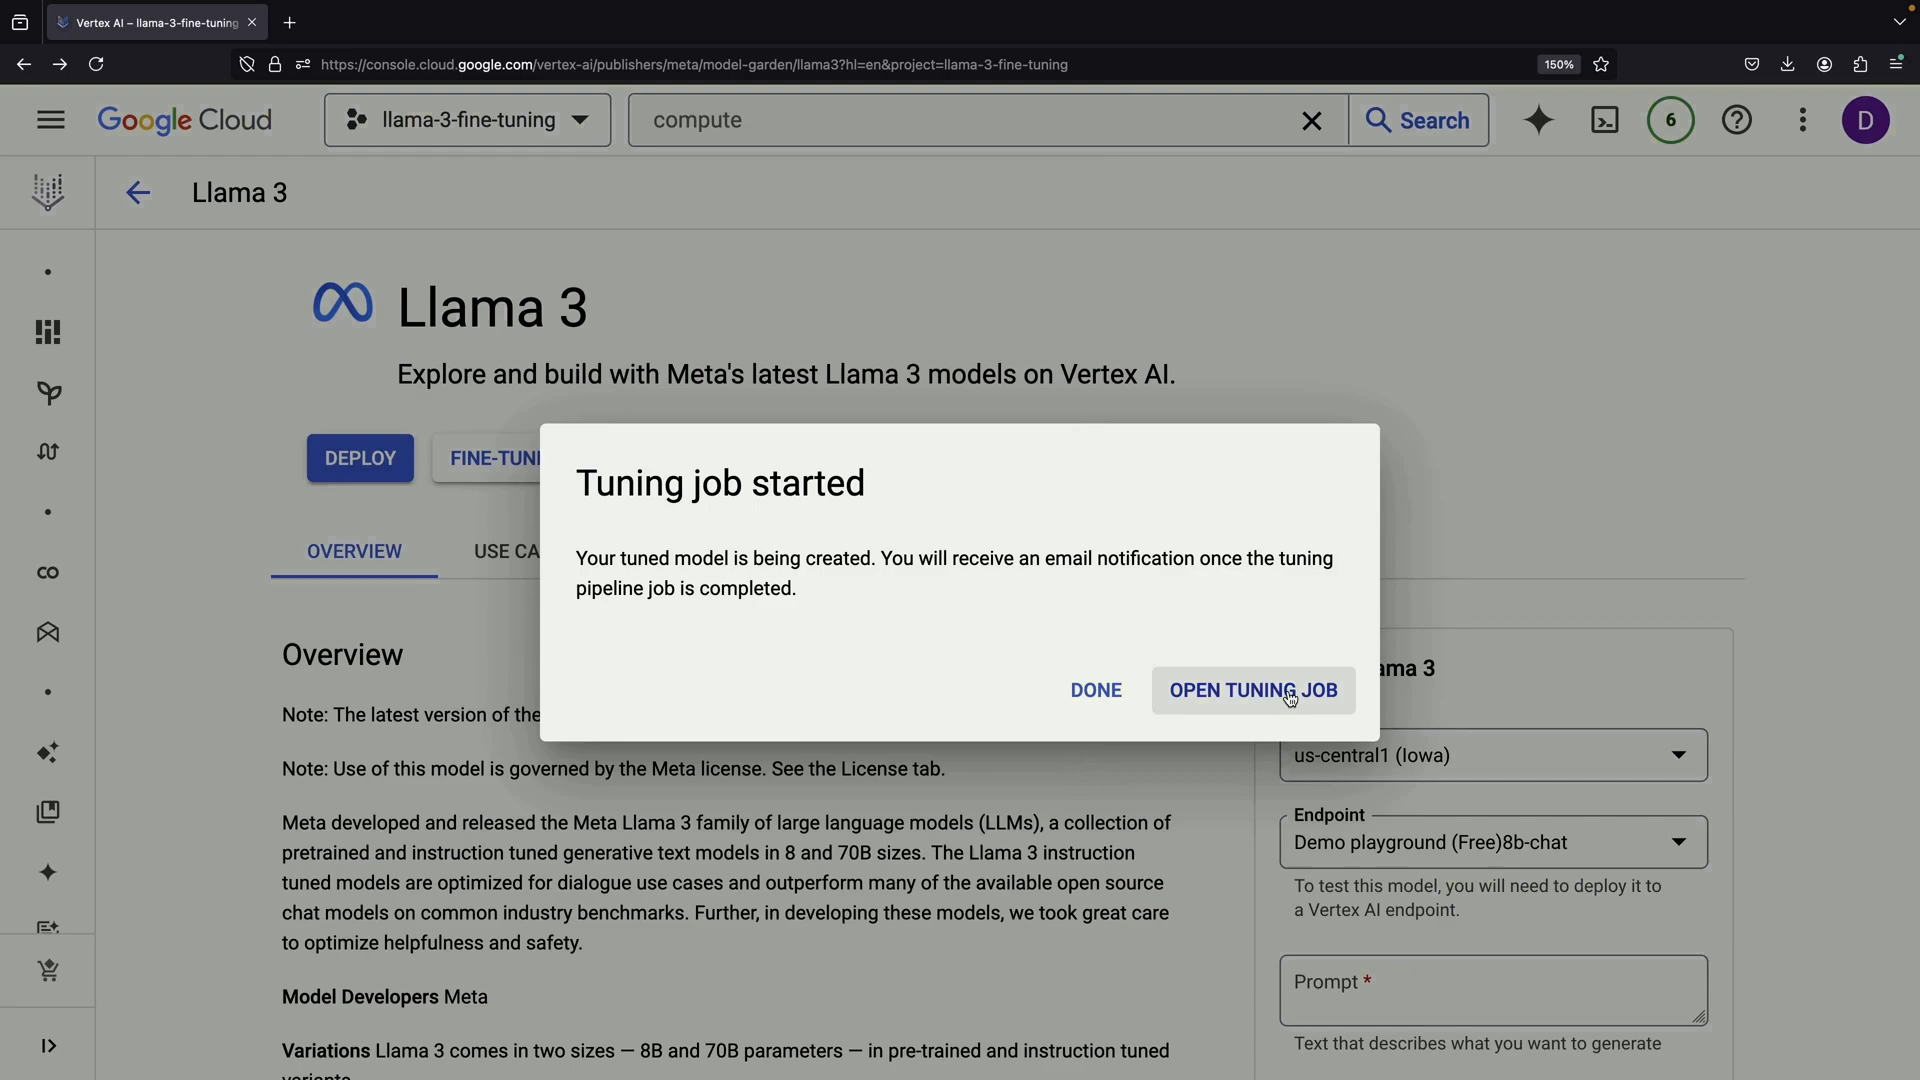 Vertex AI – llama-3-fine-tuning
https://console.cloud.google.com/vertex-ai/publishers/meta/model-garden/llama3?hl=en&project=llama-3-fine-tuning
150%
Google Cloud
llama-3-fine-tuning
compute
Search
6
D
Llama 3
Llama 3
Explore and build with Meta's latest Llama 3 models on Vertex AI.
DEPLOY
FINE-TUN
Tuning job started
Your tuned model is being created. You will receive an email notification once the tuning
pipeline job is completed.
DONE
OPEN TUNING JOB
OVERVIEW
USE CA
Overview
Note: The latest version of the
Note: Use of this model is governed by the Meta license. See the License tab.
Meta developed and released the Meta Llama 3 family of large language models (LLMs), a collection of
pretrained and instruction tuned generative text models in 8 and 70B sizes. The Llama 3 instruction
tuned models are optimized for dialogue use cases and outperform many of the available open source
chat models on common industry benchmarks. Further, in developing these models, we took great care
to optimize helpfulness and safety.
Model Developers Meta
Variations Llama 3 comes in two sizes — 8B and 70B parameters — in pre-trained and instruction tuned
variants.
ama 3
us-central1 (Iowa)
Endpoint
Demo playground (Free)8b-chat
To test this model, you will need to deploy it to
a Vertex AI endpoint.
Prompt *
Text that describes what you want to generate